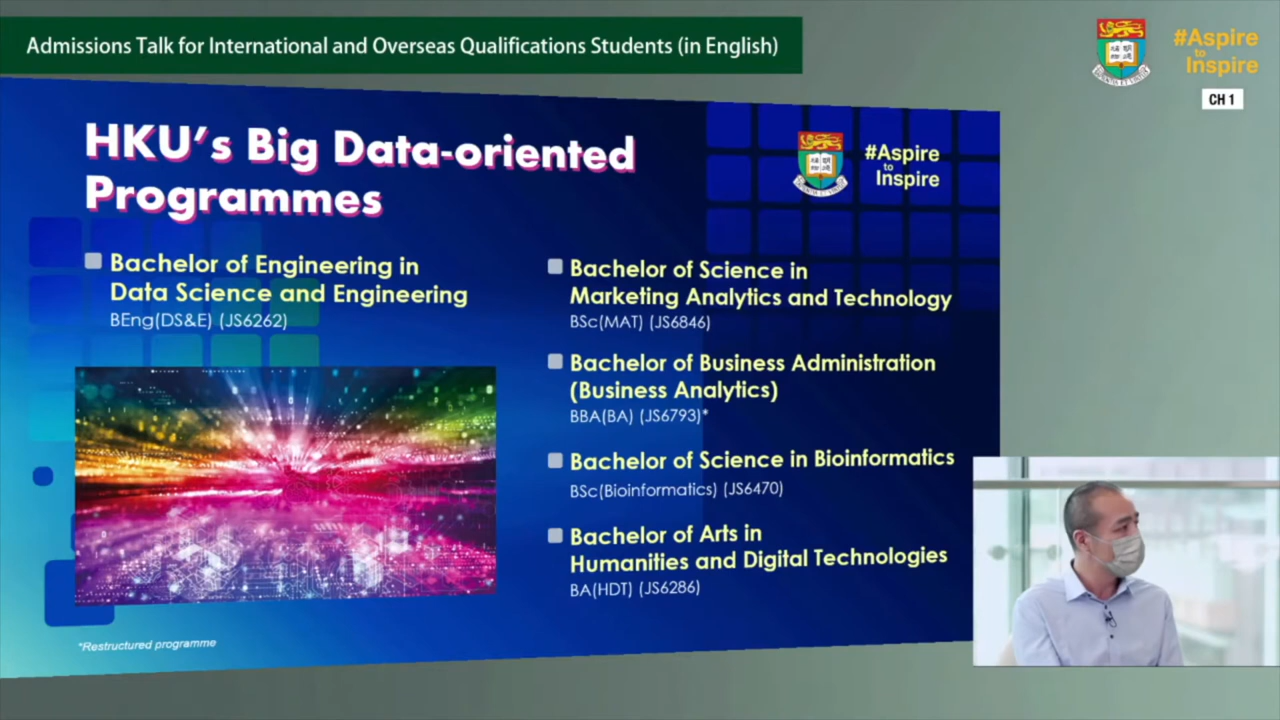 Admissions Talk for International and Overseas Qualifications Students (in English)
#Aspire
to
Inspire
CH 1
HKU's Big Data-oriented
Programmes
#Aspire
to
Inspire
Bachelor of Engineering in
Data Science and Engineering
BEng(DS&E) (JS6262)
Bachelor of Science in
Marketing Analytics and Technology
BSc(MAT) (JS6846)
Bachelor of Business Administration
(Business Analytics)
BBA(BA) (JS6793)*
Bachelor of Science in Bioinformatics
BSc(Bioinformatics) (JS6470)
Bachelor of Arts in
Humanities and Digital Technologies
BA(HDT) (JS6286)
*Restructured programme